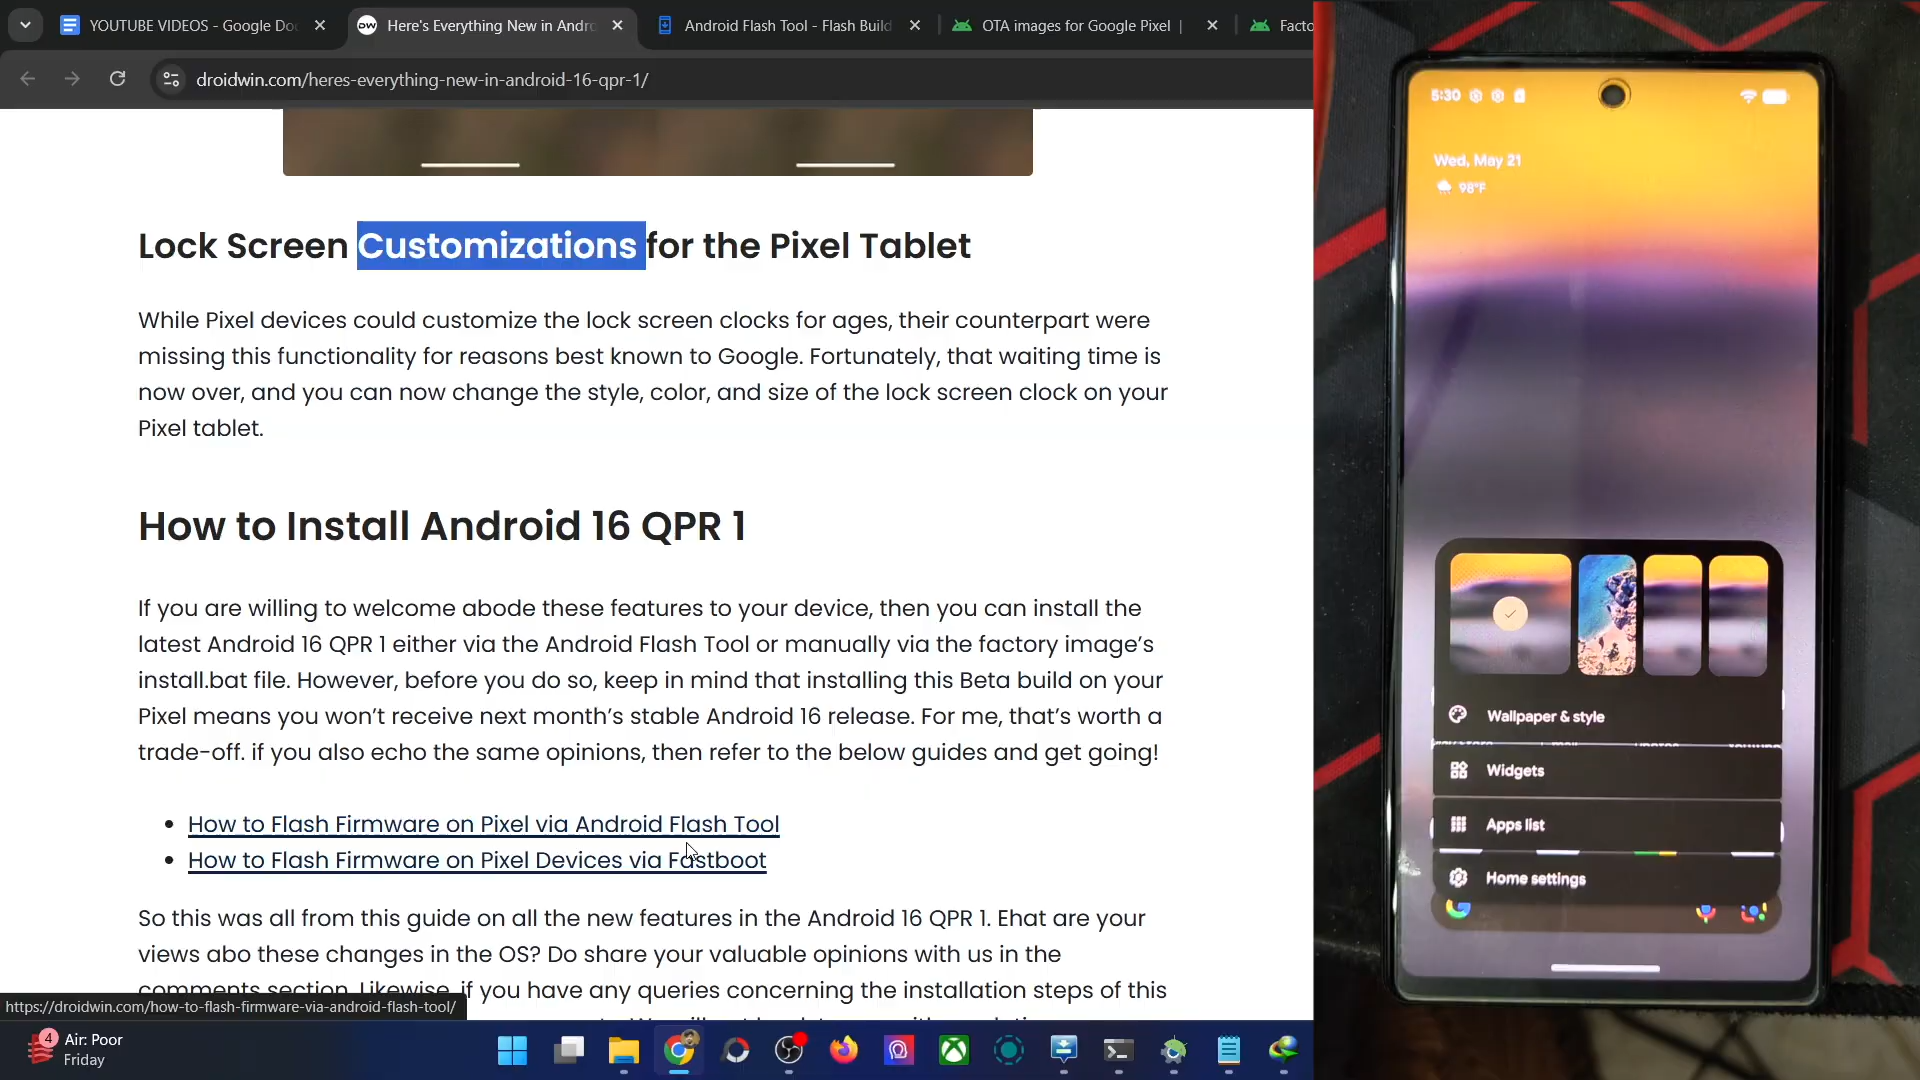 YOUTUBE VIDEOS - Google Do
Here's Everything New in Andro
Android Flash Tool - Flash Build
OTA images for Google Pixel |
Facto
droidwin.com/heres-everything-new-in-android-16-qpr-1/
Lock Screen Customizations for the Pixel Tablet
While Pixel devices could customize the lock screen clocks for ages, their counterpart were
missing this functionality for reasons best known to Google. Fortunately, that waiting time is
now over, and you can now change the style, color, and size of the lock screen clock on your
Pixel tablet.
How to Install Android 16 QPR 1
If you are willing to welcome abode these features to your device, then you can install the
latest Android 16 QPR 1 either via the Android Flash Tool or manually via the factory image's
install.bat file. However, before you do so, keep in mind that installing this Beta build on your
Pixel means you won't receive next month's stable Android 16 release. For me, that's worth a
trade-off. if you also echo the same opinions, then refer to the below guides and get going!
How to Flash Firmware on Pixel via Android Flash Tool
How to Flash Firmware on Pixel Devices via Fastboot
So this was all from this guide on all the new features in the Android 16 QPR 1. Ehat are your
views abo these changes in the OS? Do share your valuable opinions with us in the
comments section. Likewise, if you have any queries concerning the installation steps of this
https://droidwin.com/how-to-flash-firmware-via-android-flash-tool/
4
Air: Poor
Friday
DW
5:30
Wed, May 21
98°F
Wallpaper & style
Widgets
Apps list
Home settings